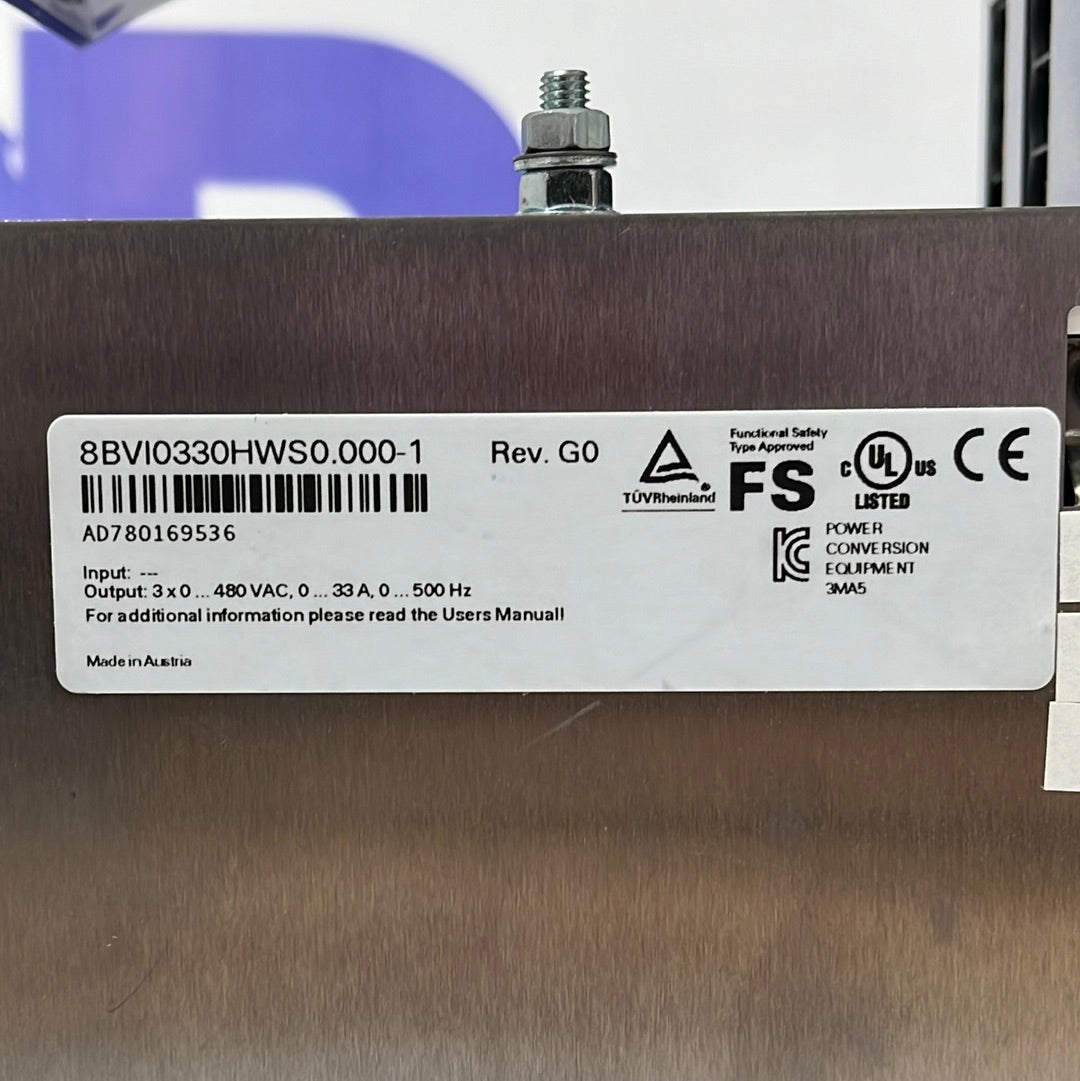 8BVI0330HWS0.000-1
Rev. G0
AD780169536
Input: ---
Output: 3 x 0 ... 480 VAC, 0 ... 33 A, 0 ... 500 Hz
For additional information please read the Users Manual!
Made in Austria
TÜVRheinland
Functional Safety
Type Approved
FS
C UL US
LISTED
CE
KC
POWER
CONVERSION
EQUIPMENT
3MA5